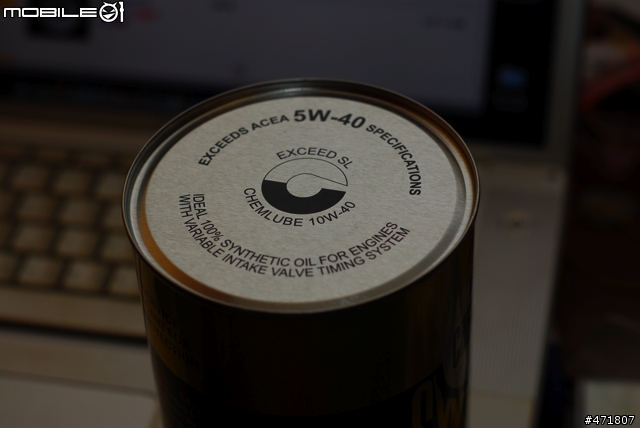 MOBILE01
EXCEEDS ACEA 5W-40 SPECIFICATIONS
EXCEED SL
CHEMLUBE 10W-40
IDEAL 100% SYNTHETIC OIL FOR ENGINES
WITH VARIABLE INTAKE VALVE TIMING SYSTEM
#471807